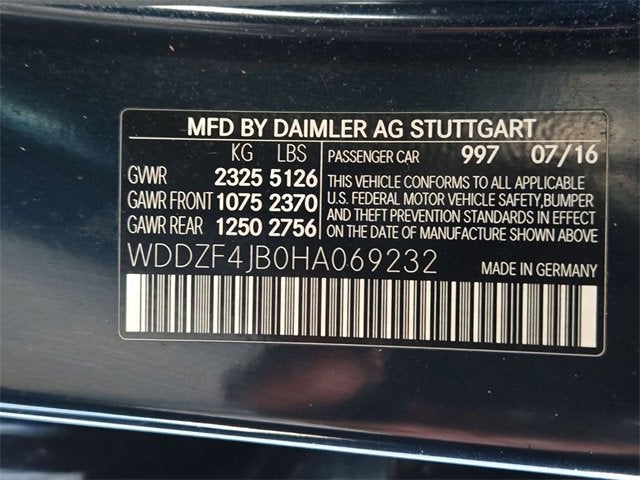 MFD BY DAIMLER AG STUTTGART
KG LBS PASSENGER CAR 997 07/16
GVWR 2325 5126 THIS VEHICLE CONFORMS TO ALL APPLICABLE
U.S. FEDERAL MOTOR VEHICLE SAFETY,BUMPER
GAWR FRONT 1075 2370 AND THEFT PREVENTION STANDARDS IN EFFECT
GAWR REAR 1250 2756 ON THE DATE OF MANUFACTURE SHOWN ABOVE.
WDDZF4JB0HA069232 MADE IN GERMANY